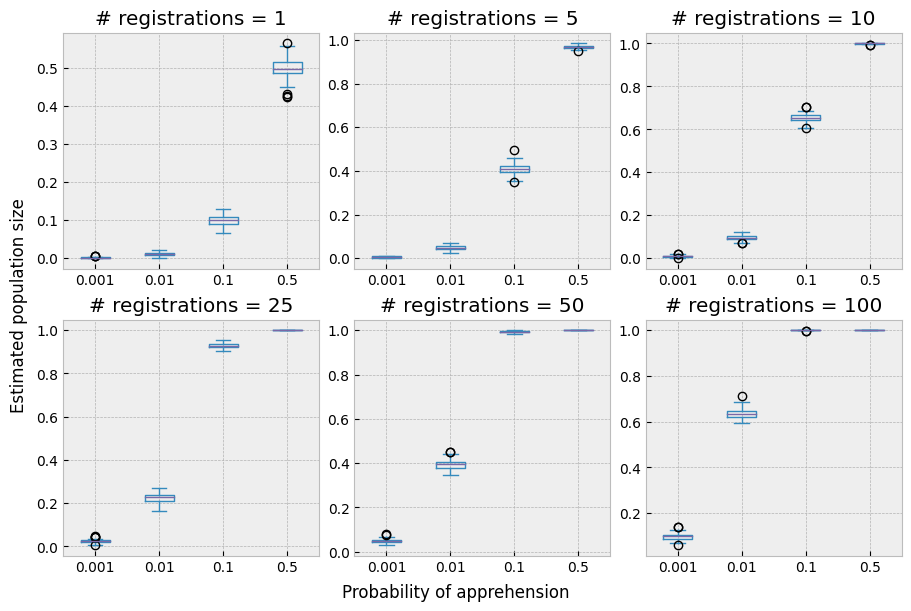 # registrations = 1
# registrations = 5
# registrations = 10
0.5
0.4
0.3
0.2
0.1
0.0
0.001 0.01 0.1 0.5
1.0
0.8
0.6
0.4
0.2
0.0
0.001 0.01 0.1 0.5
1.0
0.8
0.6
0.4
0.2
0.0
0.001 0.01 0.1 0.5
Estimated population size
# registrations = 25
# registrations = 50
# registrations = 100
1.0
0.8
0.6
0.4
0.2
0.0
0.001 0.01 0.1 0.5
1.0
0.8
0.6
0.4
0.2
0.0
0.001 0.01 0.1 0.5
1.0
0.8
0.6
0.4
0.2
0.001 0.01 0.1 0.5
Probability of apprehension